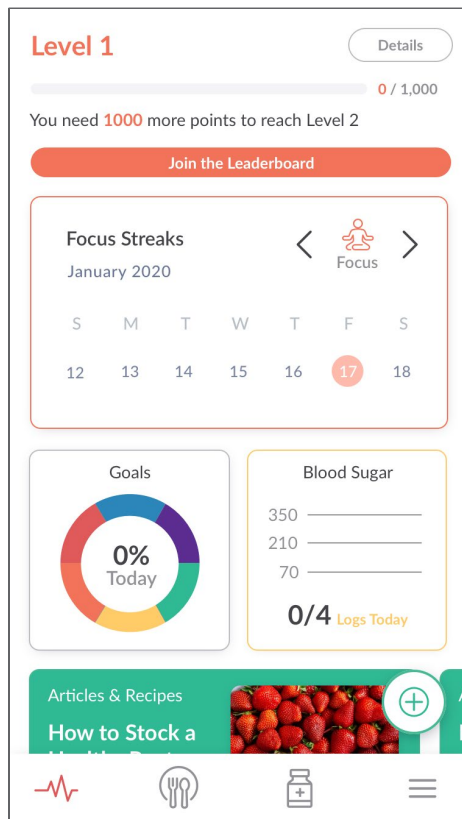 Level 1
Details
0 / 1,000
You need 1000 more points to reach Level 2
Join the Leaderboard
Focus Streaks
January 2020
Focus
S M T W T F S
12 13 14 15 16 17 18
Goals
0%
Today
Blood Sugar
350
210
70
0/4 Logs Today
Articles & Recipes
How to Stock a